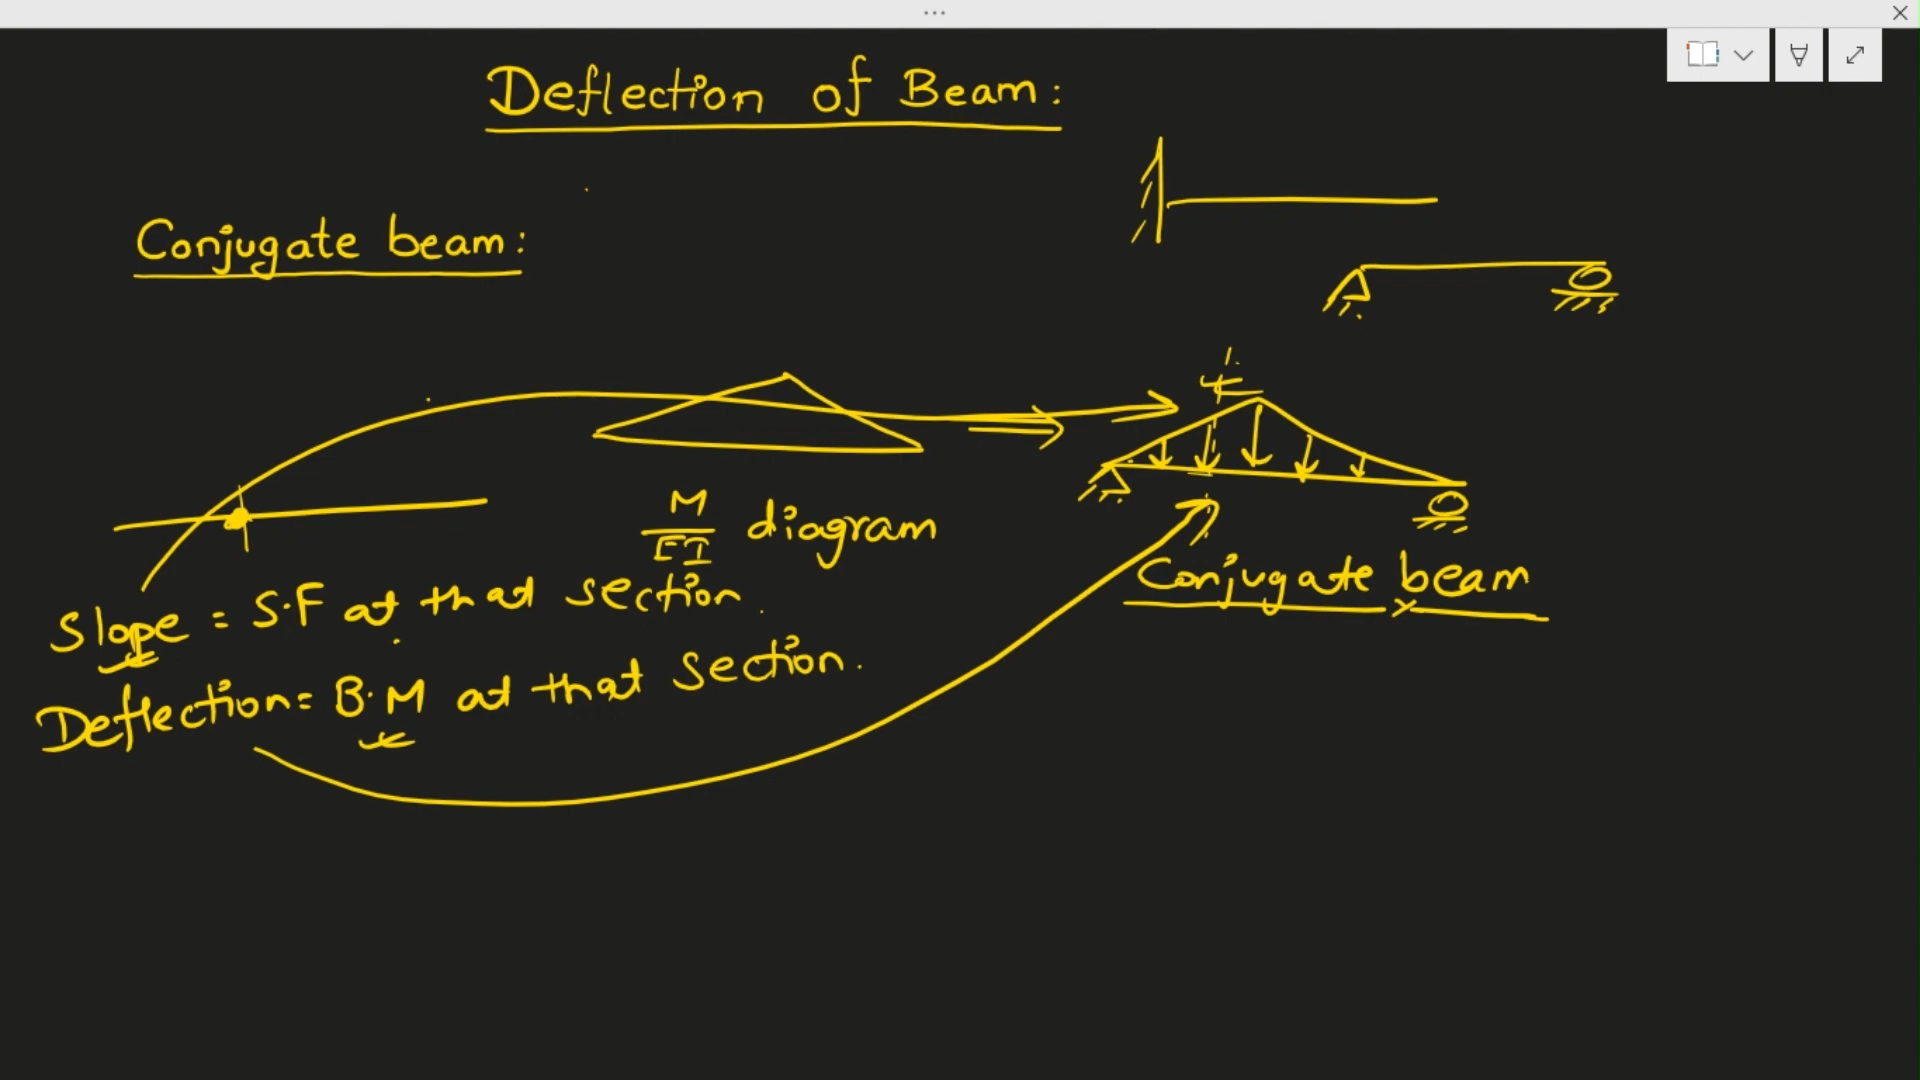 Deflection of Beam:
Conjugate beam:
M/EI diagram
Conjugate beam
Slope = S.F at that section.
Deflection = B.M at that section.